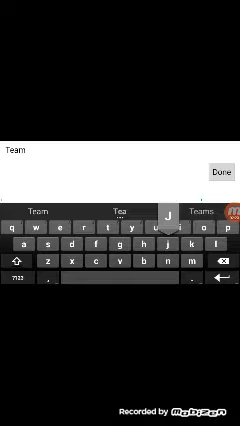 Team
Done
Team Tea Teams
J
q w e r t y u i o p
a s d f g h j k l
z x c v b n m
?123 , .
Recorded by Mobizen